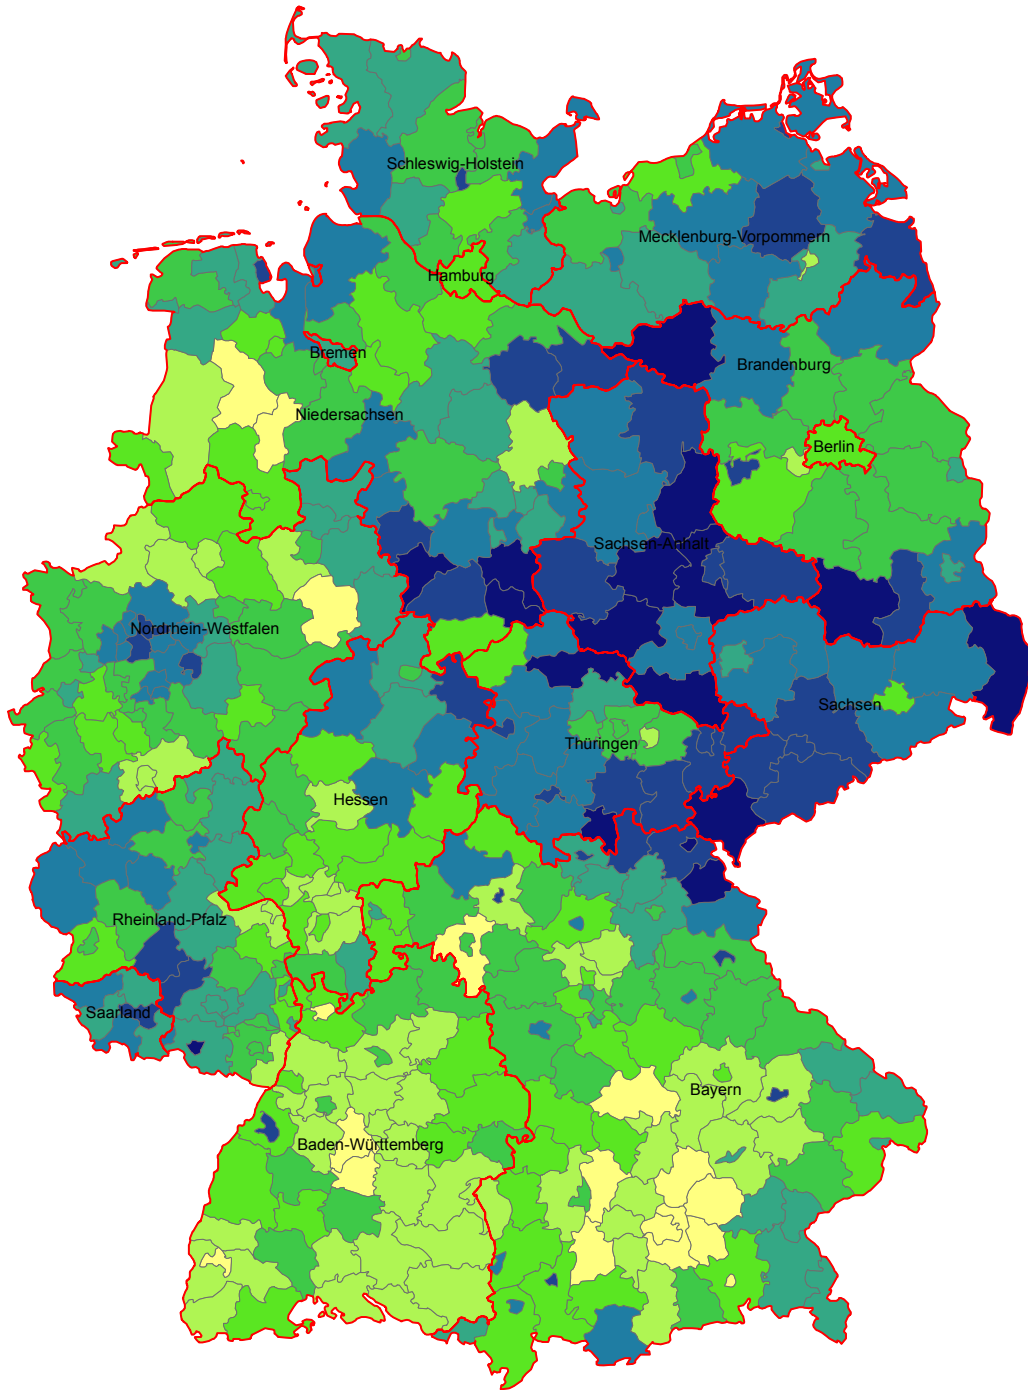 Schleswig-Holstein
Mecklenburg-Vorpommern
Hamburg
Bremen
Brandenburg
Niedersachsen
Berlin
Sachsen-Anhalt
Nordrhein-Westfalen
Sachsen
Thüringen
Hessen
Rheinland-Pfalz
Saarland
Bayern
Baden-Württemberg